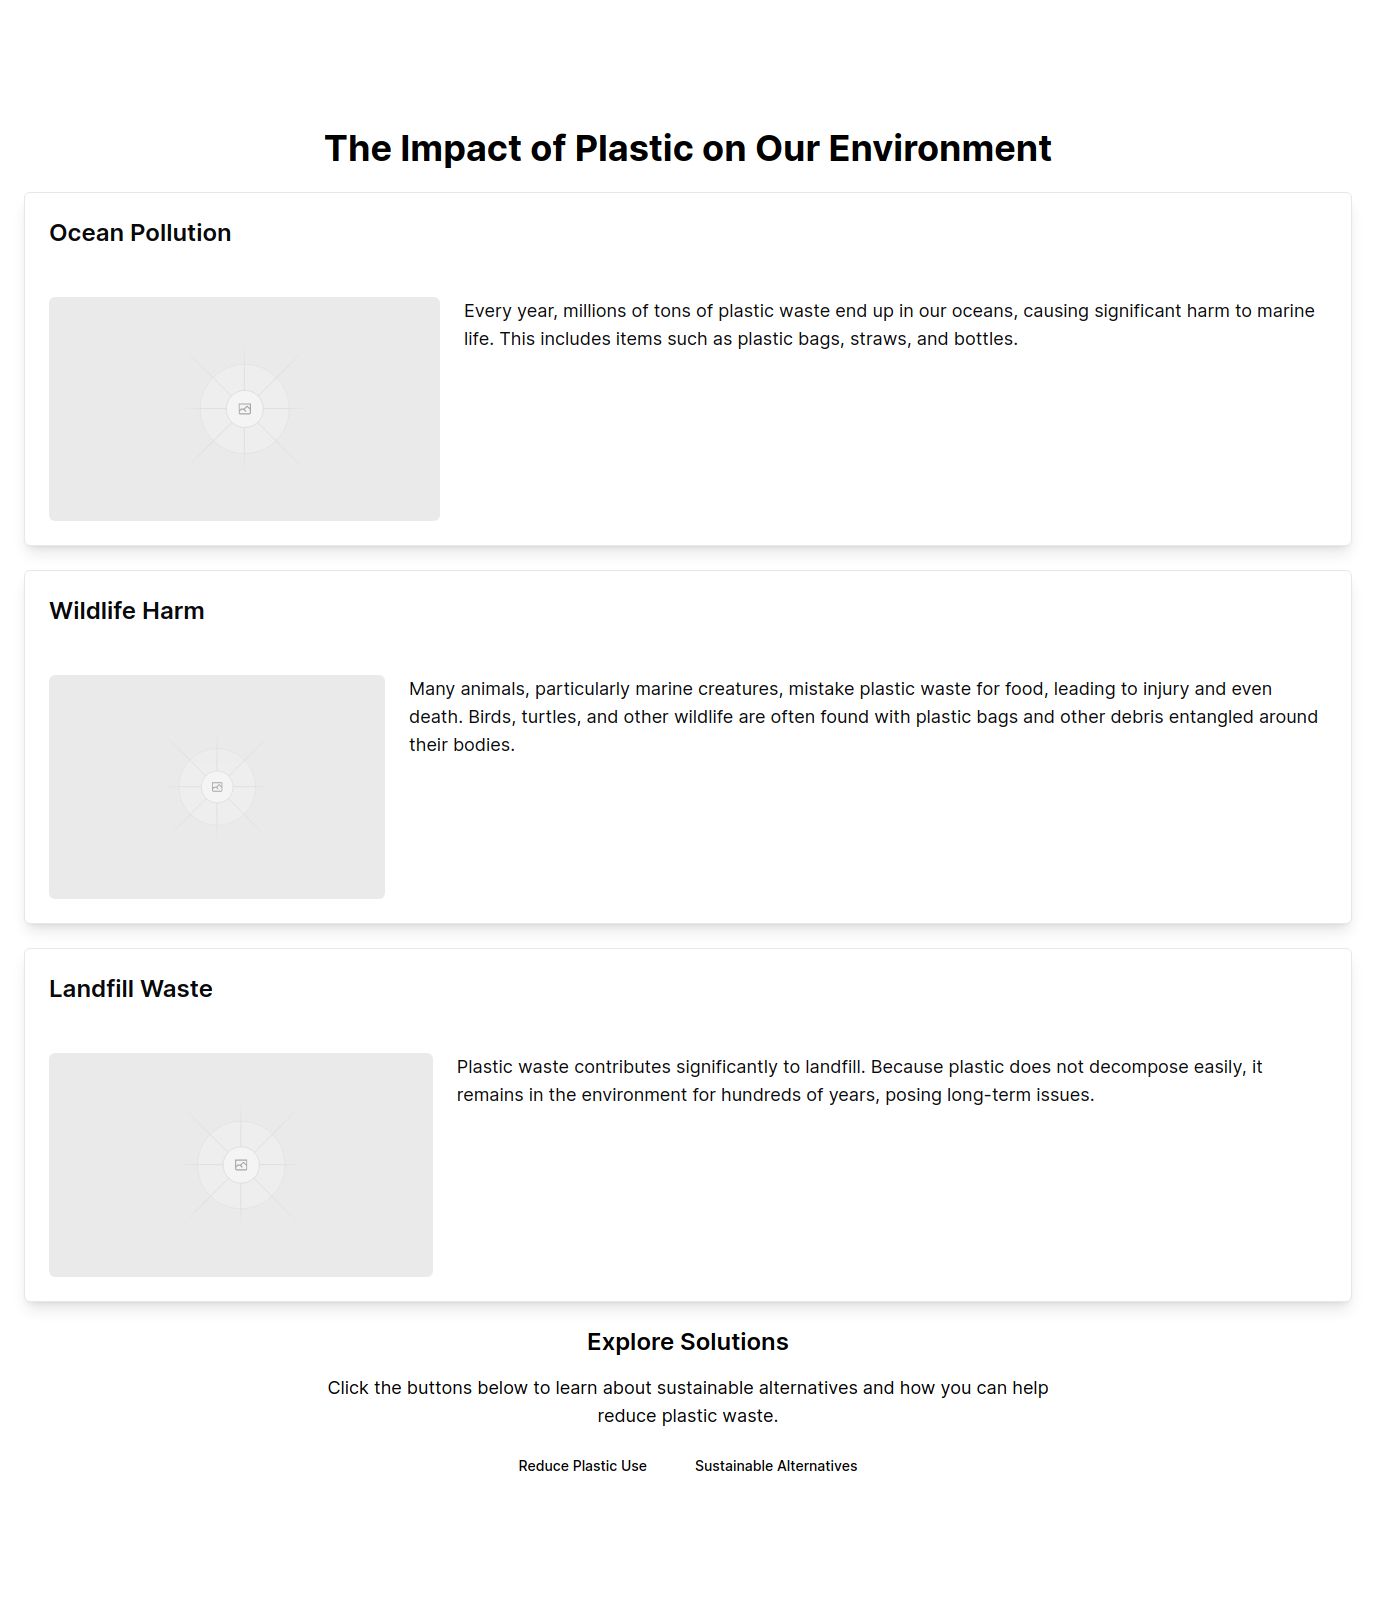 The Impact of Plastic on Our Environment
Ocean Pollution
Every year, millions of tons of plastic waste end up in our oceans, causing significant harm to marine
life. This includes items such as plastic bags, straws, and bottles.
Wildlife Harm
Many animals, particularly marine creatures, mistake plastic waste for food, leading to injury and even
death. Birds, turtles, and other wildlife are often found with plastic bags and other debris entangled around
their bodies.
Landfill Waste
Plastic waste contributes significantly to landfill. Because plastic does not decompose easily, it
remains in the environment for hundreds of years, posing long-term issues.
Explore Solutions
Click the buttons below to learn about sustainable alternatives and how you can help
reduce plastic waste.
Reduce Plastic Use
Sustainable Alternatives